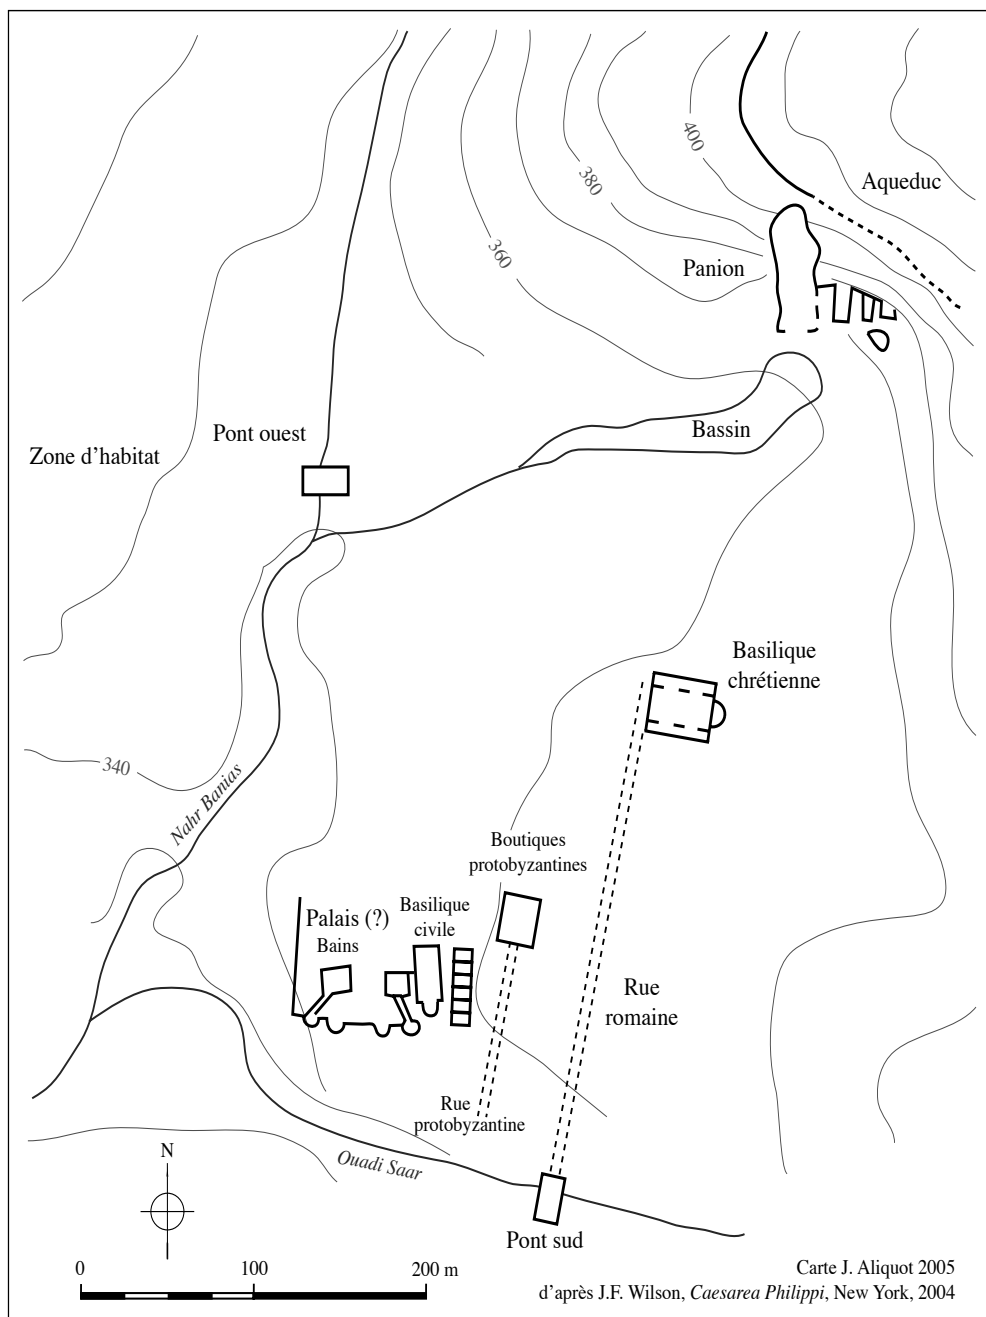 400
Aqueduc
380
360
Panion
Pont ouest
Bassin
Zone d’habitat
Basilique
chrétienne
340
Nahr Banias
Boutiques
protobyzantines
Palais (?)
Bains
Basilique
civile
Rue
romaine
Rue
protobyzantine
N
Ouadi Saar
Pont sud
0
100
200 m
Carte J. Aliquot 2005
d’après J.F. Wilson, Caesarea Philippi, New York, 2004